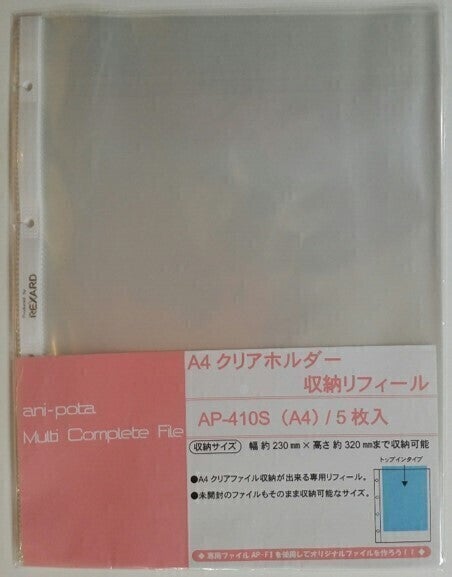 Produced by
REXARD
A4 クリアホルダー
収納リフィール
ani-pota
Multi Complete File
AP-410S（A4）/５枚入
収納サイズ 幅 約 230 ㎜ × 高さ 約 320 ㎜まで収納可能
●A4 クリアファイル収納が出来る専用リフィール。
●未開封のファイルもそのまま収納可能なサイズ。
トップインタイプ
◆ 専用ファイル AP-FⅡを使用してオリジナルファイルを作ろう！！ ◆